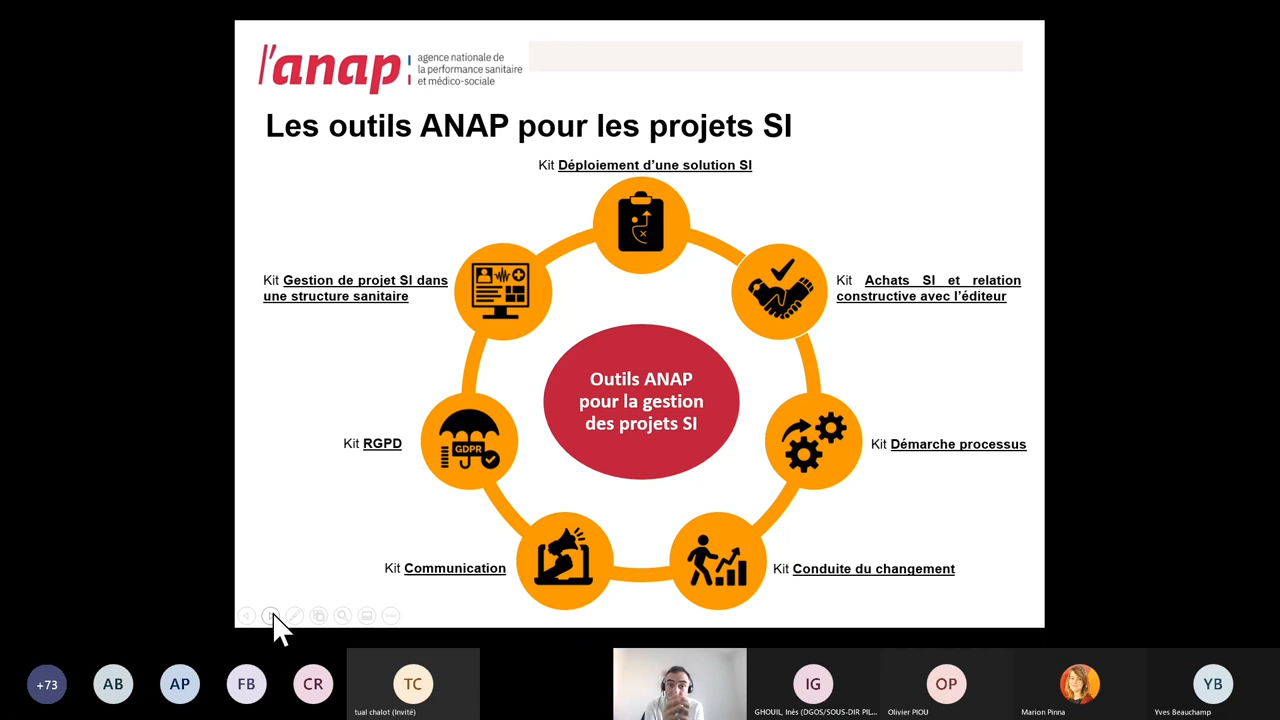 l'anap
agence nationale de
la performance sanitaire
et médico-sociale
Les outils ANAP pour les projets SI
Kit Déploiement d'une solution SI
Kit Gestion de projet SI dans
une structure sanitaire
Kit Achats SI et relation
constructive avec l'éditeur
Outils ANAP
pour la gestion
des projets SI
Kit RGPD
GDPR
Kit Démarche processus
Kit Communication
Kit Conduite du changement
+73
AB
AP
FB
CR
TC
IG
OP
YB
tual chalot (Invité)
GHOUIL, Inès (DGOS/SOUS-DIR PIL...
Olivier PIOU
Marion Pinna
Yves Beauchamp